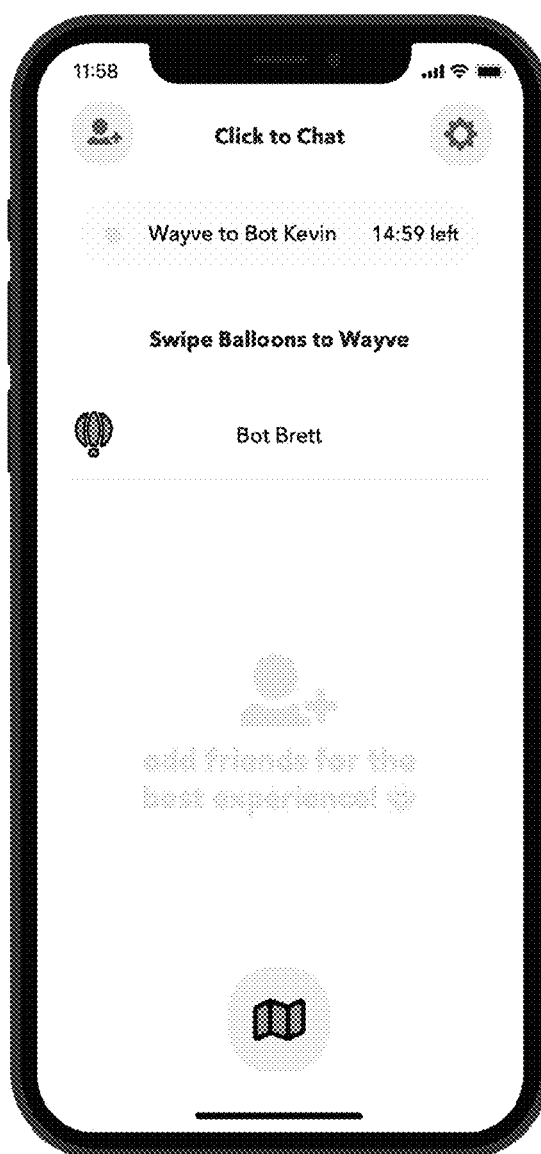 11:58
Click to Chat
Wayve to Bot Kevin 14:59 left
Swipe Balloons to Wayve
Bot Brett
add friends for the
best experience!